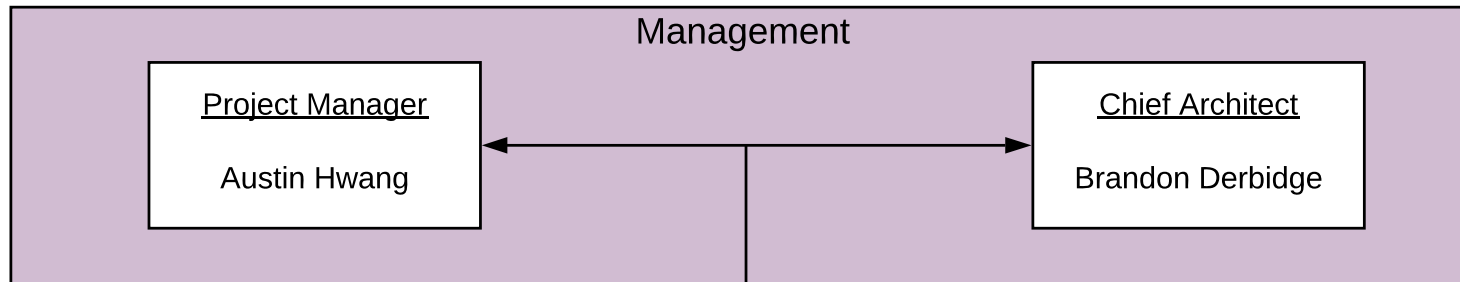 Management
Project Manager
Austin Hwang
Chief Architect
Brandon Derbidge